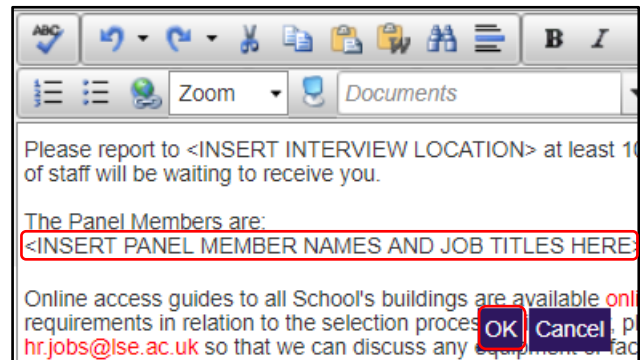 ABC B I
Zoom Documents
Please report to <INSERT INTERVIEW LOCATION> at least 10
of staff will be waiting to receive you.
The Panel Members are:
<INSERT PANEL MEMBER NAMES AND JOB TITLES HERE>
Online access guides to all School's buildings are available onli
requirements in relation to the selection proces OK Cancel , pl
hr.jobs@lse.ac.uk so that we can discuss any